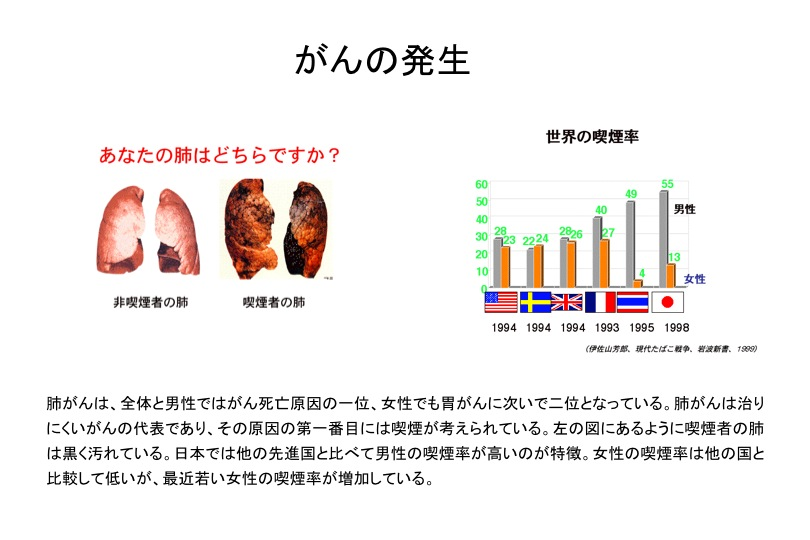 がんの発生
あなたの肺はどちらですか？
非喫煙者の肺
喫煙者の肺
世界の喫煙率
60
50
40
30
20
10
0
28
23
22
24
28
26
40
27
49
4
55
13
男性
女性
1994 1994 1994 1993 1995 1998
（伊佐山芳郎、現代たばこ戦争、岩波新書、1999）
肺がんは、全体と男性ではがん死亡原因の一位、女性でも胃がんに次いで二位となっている。肺がんは治り
にくいがんの代表であり、その原因の第一番目には喫煙が考えられている。左の図にあるように喫煙者の肺
は黒く汚れている。日本では他の先進国と比べて男性の喫煙率が高いのが特徴。女性の喫煙率は他の国と
比較して低いが、最近若い女性の喫煙率が増加している。